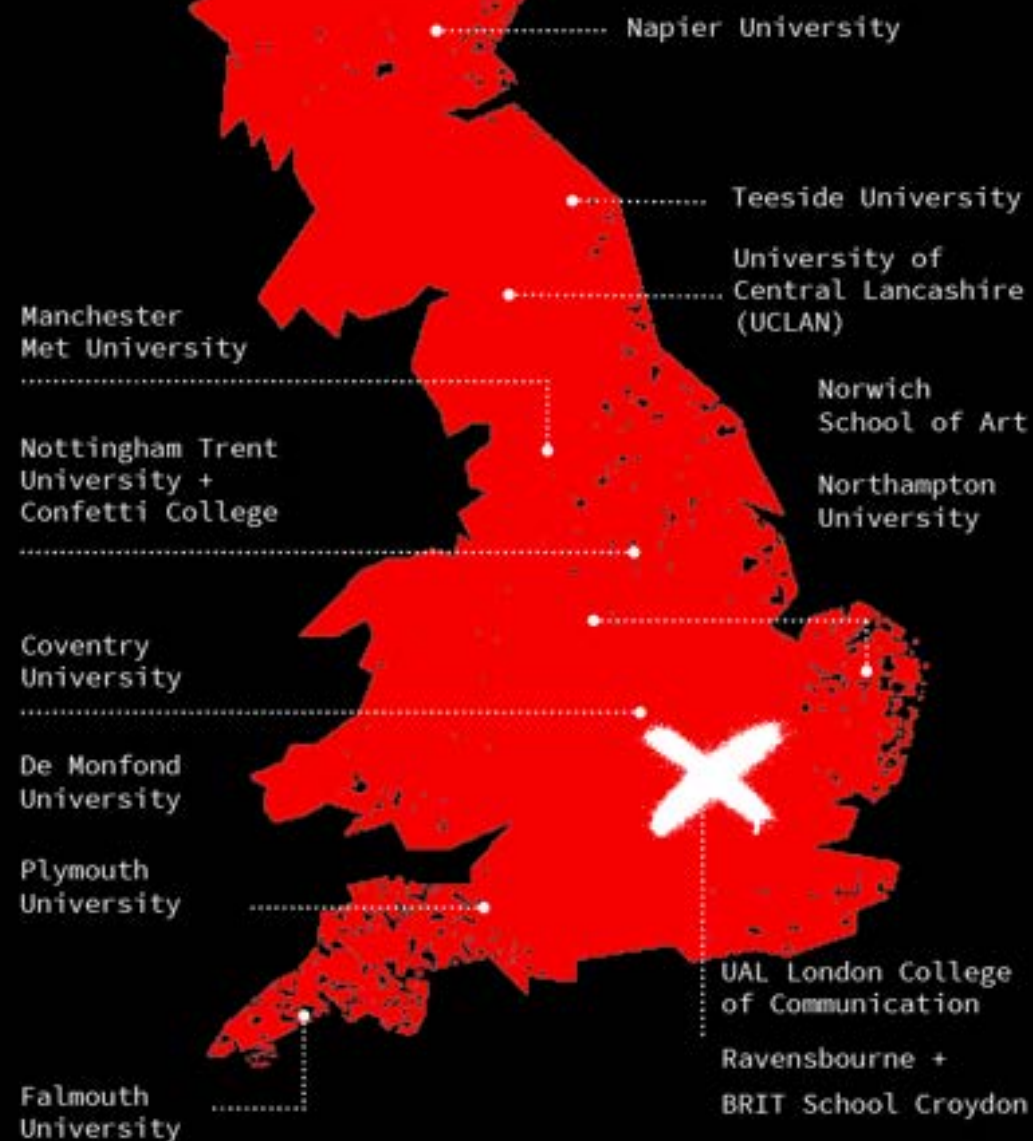 Napier University
Teeside University
University of
Central Lancashire
(UCLAN)
Manchester
Met University
Norwich
School of Art
Nottingham Trent
University +
Confetti College
Northampton
University
Coventry
University
De Monfond
University
Plymouth
University
UAL London College
of Communication
Ravensbourne +
BRIT School Croydon
Falmouth
University